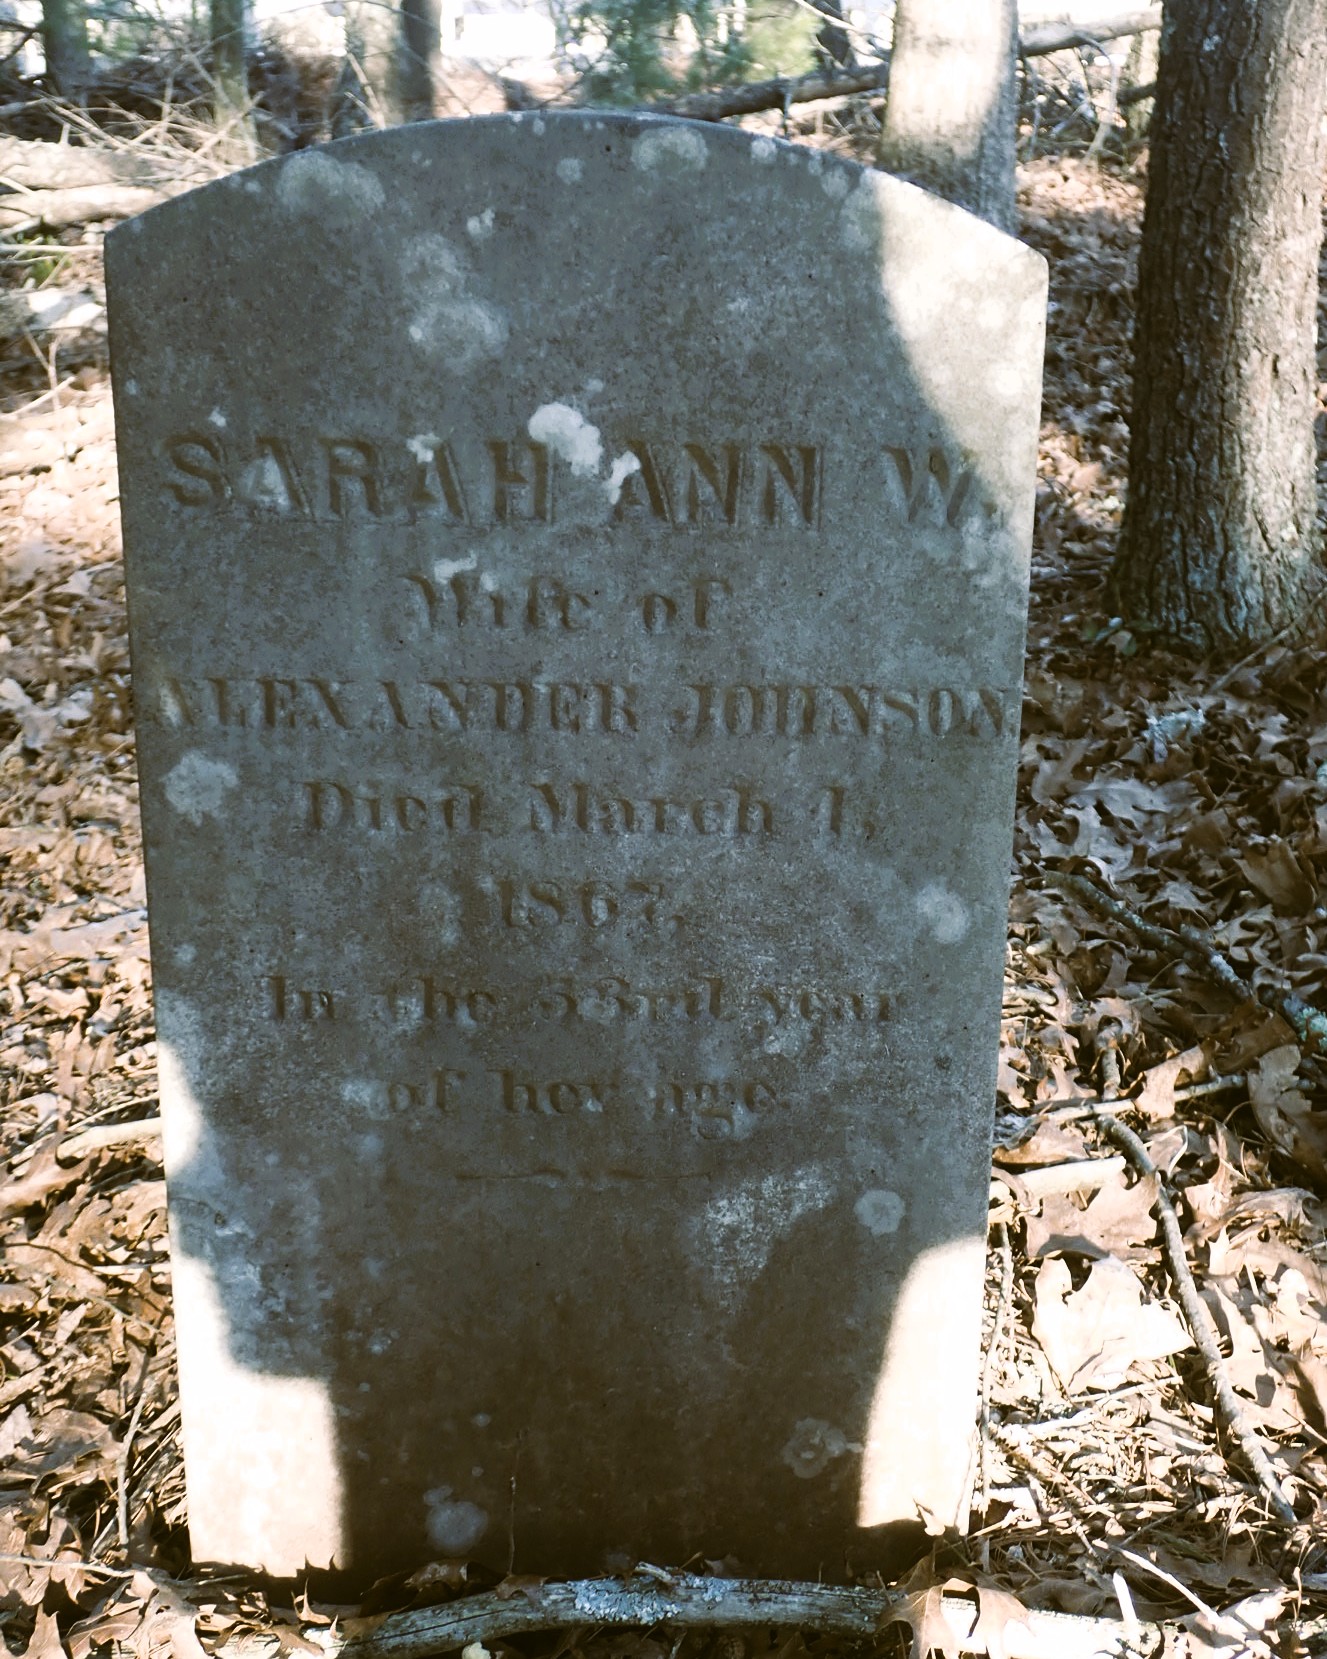 SARAH ANN W.
Wife of
ALEXANDER JOHNSON
Died March 1,
1867,
In the 53rd year
of her age.